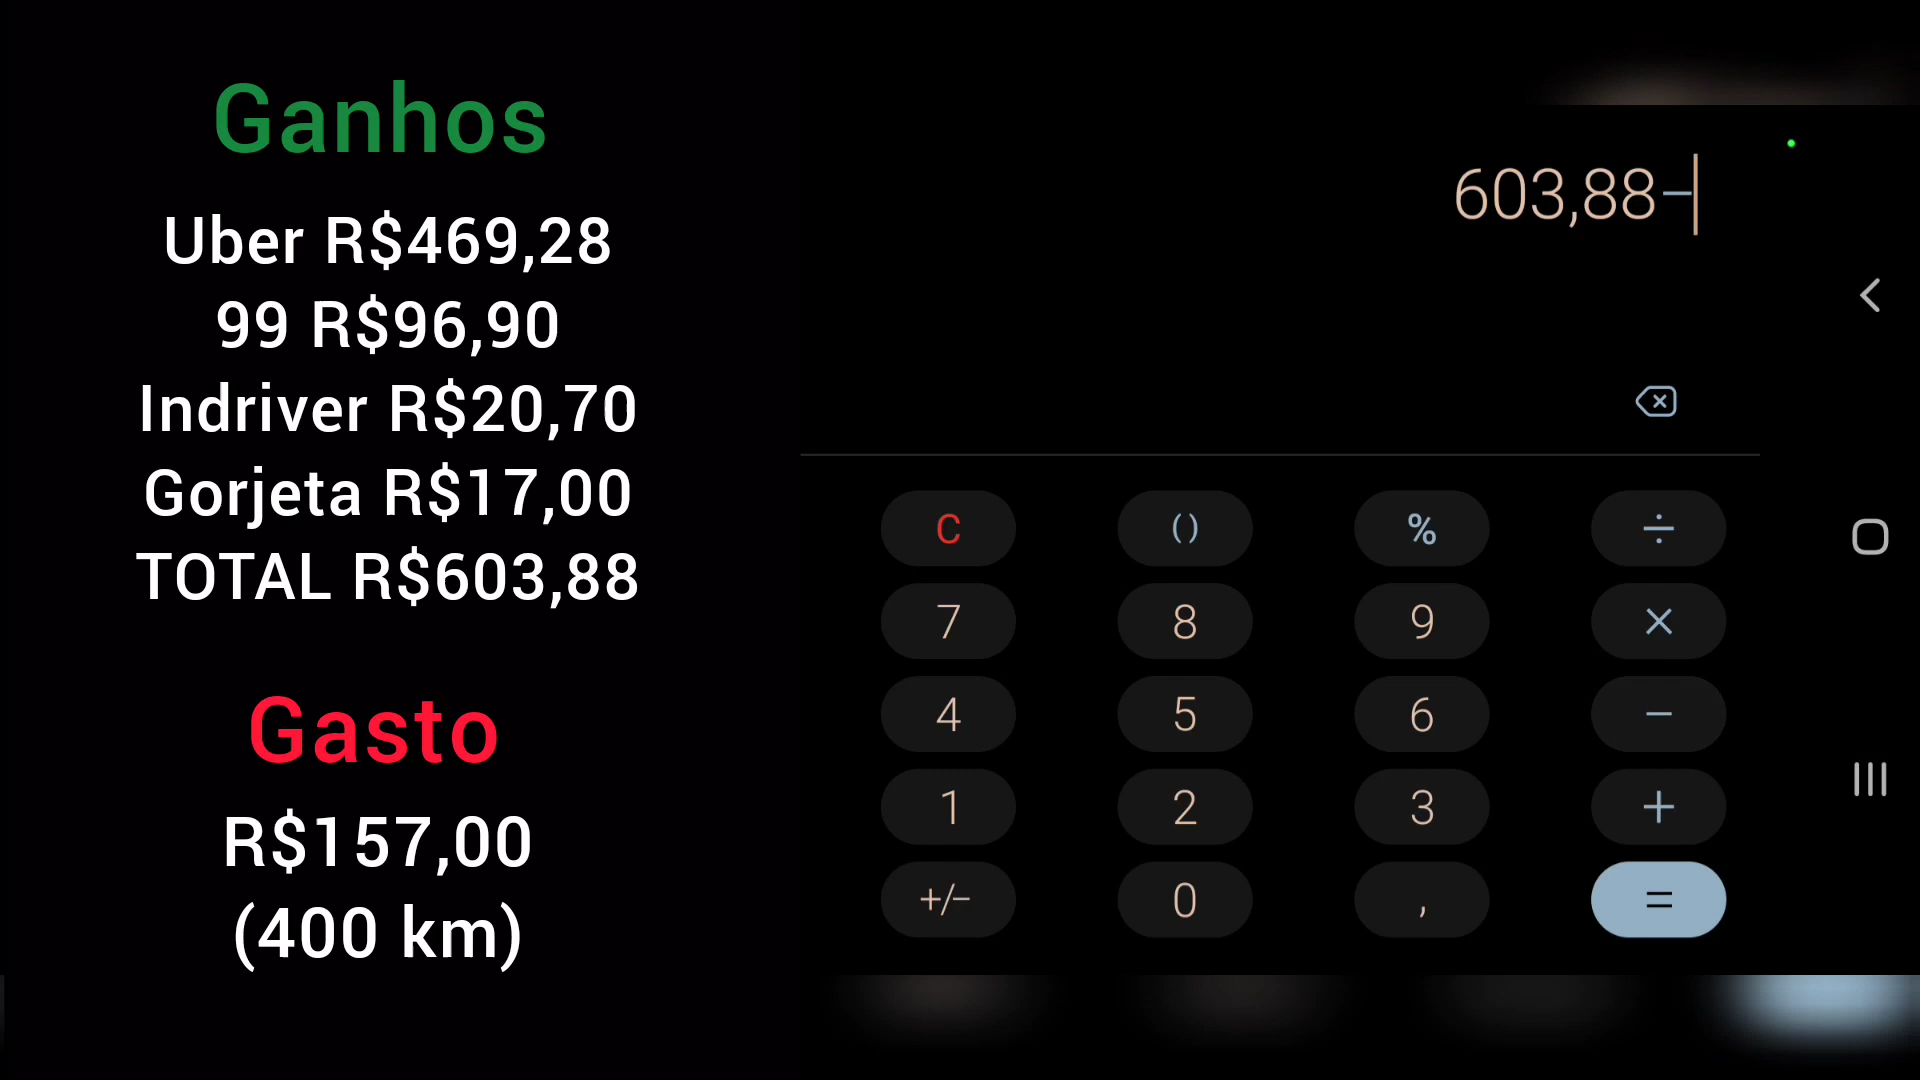 Ganhos
Uber R$469,28
99 R$96,90
Indriver R$20,70
Gorjeta R$17,00
TOTAL R$603,88
Gasto
R$157,00
(400 km)
603,88−
C () % ÷
7 8 9 ×
4 5 6 −
1 2 3 +
+/− 0 , =